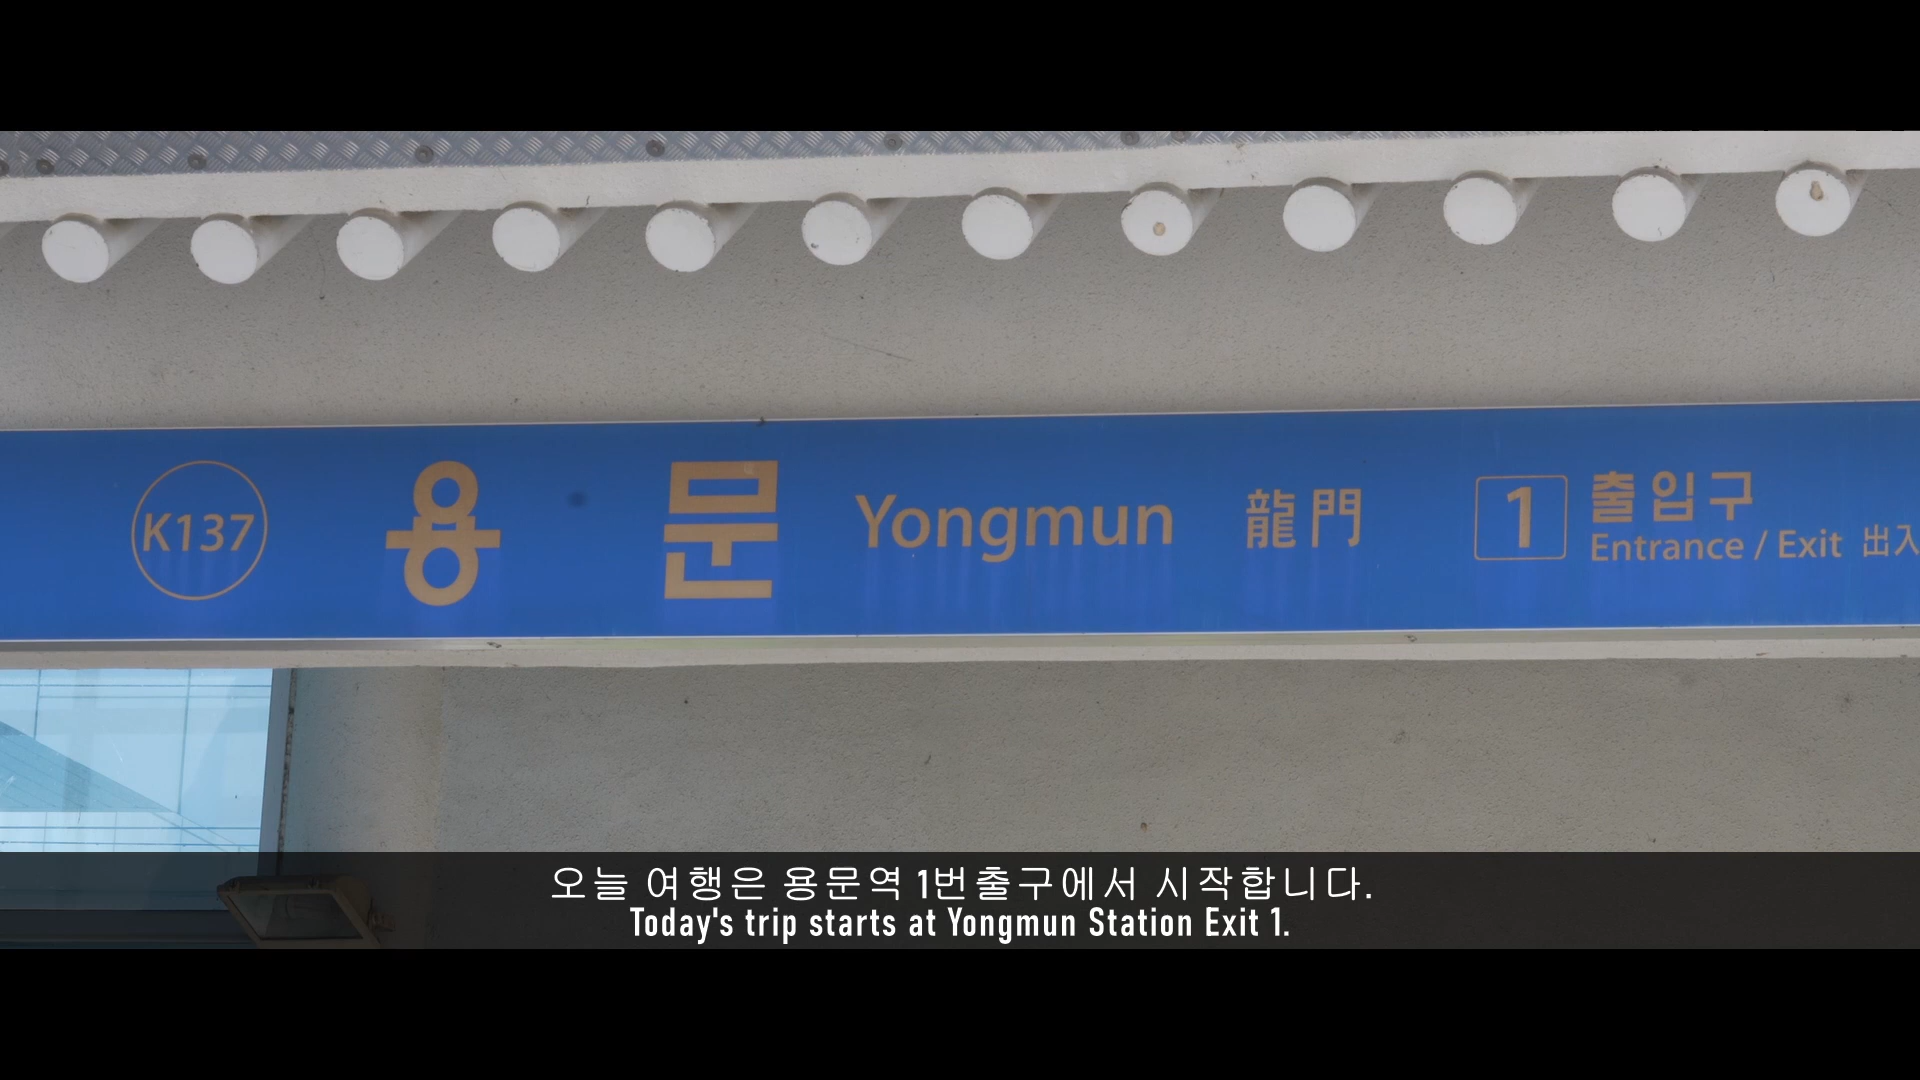 K137 용문 Yongmun 龍門 1 출입구
Entrance / Exit 出入
오늘 여행은 용문역 1번출구에서 시작합니다.
Today's trip starts at Yongmun Station Exit 1.